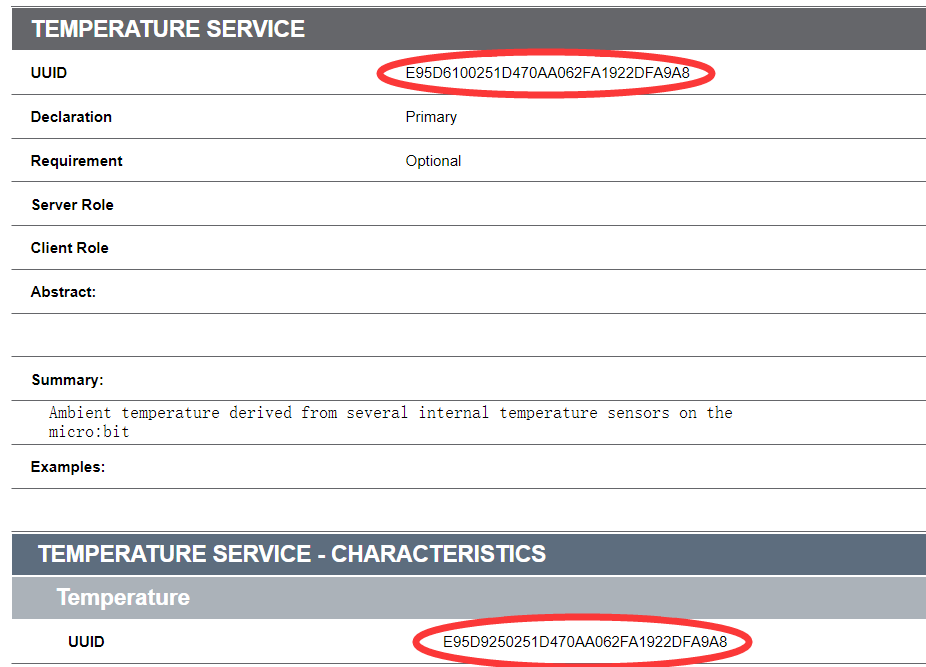 TEMPERATURE SERVICE
UUID E95D6100251D470AA062FA1922DFA9A8
Declaration Primary
Requirement Optional
Server Role
Client Role
Abstract:
Summary:
Ambient temperature derived from several internal temperature sensors on the
micro:bit
Examples:
TEMPERATURE SERVICE - CHARACTERISTICS
Temperature
UUID E95D9250251D470AA062FA1922DFA9A8